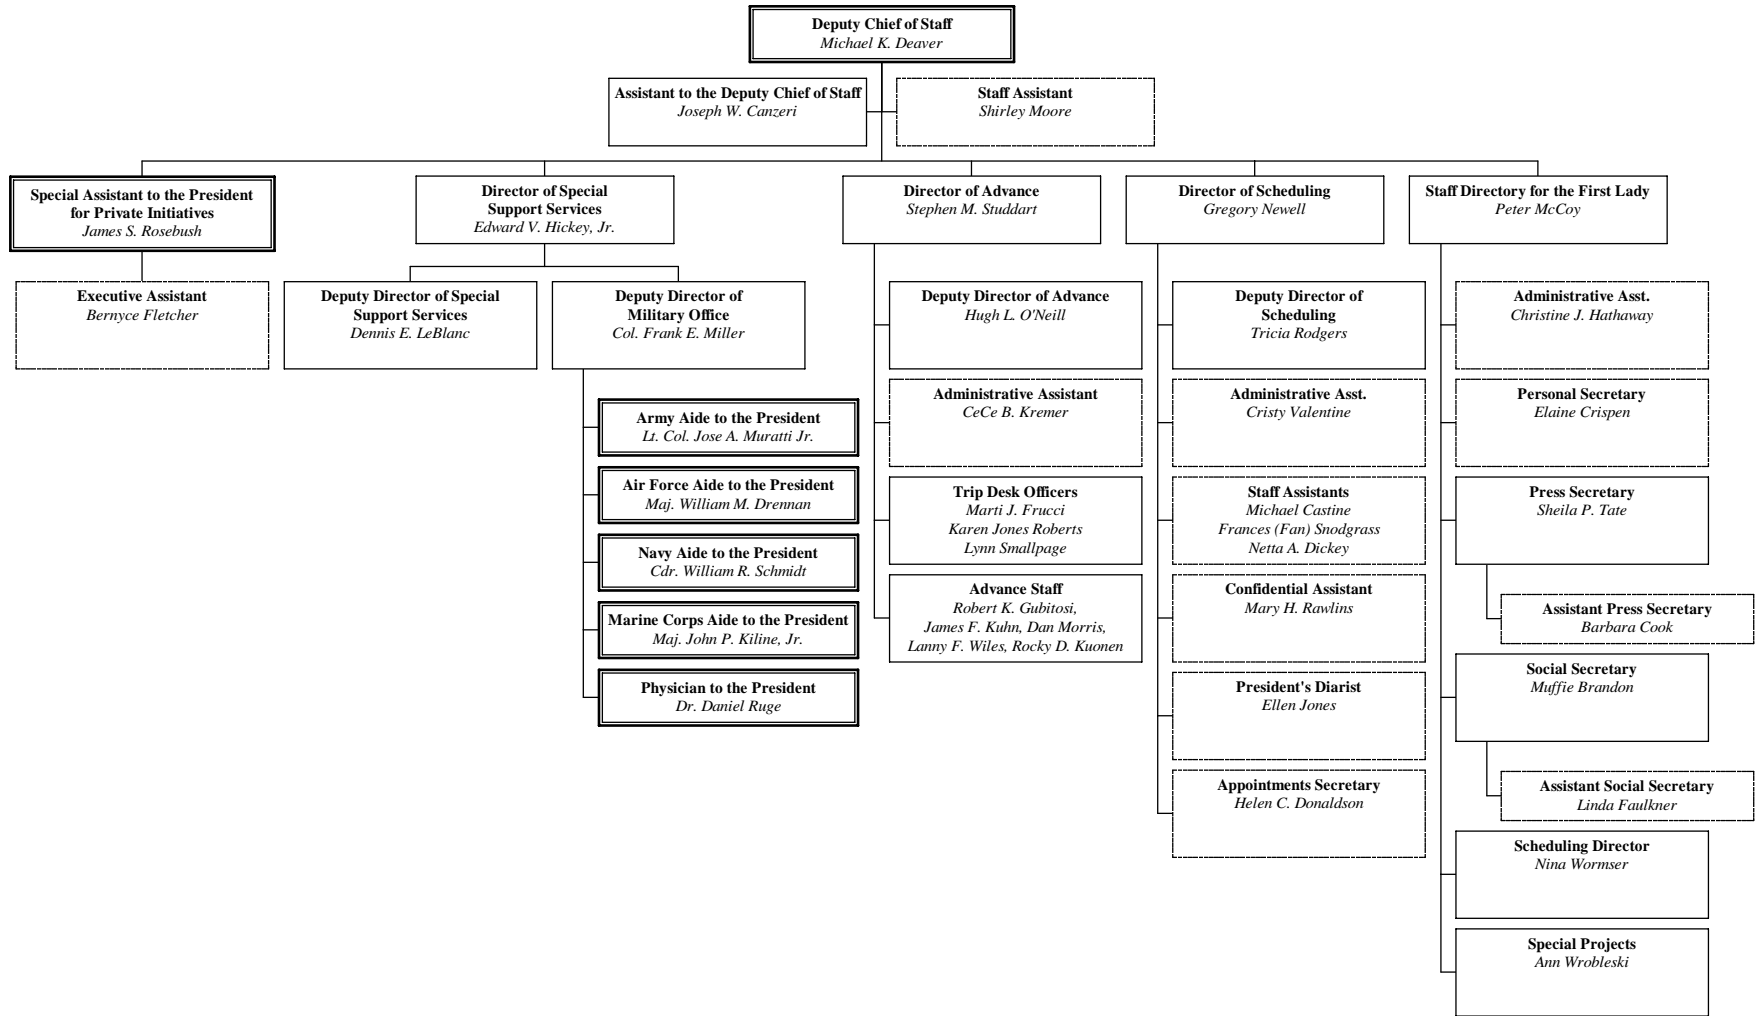 Deputy Chief of Staff
Michael K. Deaver
Assistant to the Deputy Chief of Staff
Joseph W. Canzeri
Staff Assistant
Shirley Moore
Special Assistant to the President
for Private Initiatives
James S. Rosebush
Director of Special
Support Services
Edward V. Hickey, Jr.
Director of Advance
Stephen M. Studdart
Director of Scheduling
Gregory Newell
Staff Directory for the First Lady
Peter McCoy
Executive Assistant
Bernyce Fletcher
Deputy Director of Special
Support Services
Dennis E. LeBlanc
Deputy Director of
Military Office
Col. Frank E. Miller
Army Aide to the President
Lt. Col. Jose A. Muratti Jr.
Air Force Aide to the President
Maj. William M. Drennan
Navy Aide to the President
Cdr. William R. Schmidt
Marine Corps Aide to the President
Maj. John P. Kiline, Jr.
Physician to the President
Dr. Daniel Ruge
Deputy Director of Advance
Hugh L. O'Neill
Administrative Assistant
CeCe B. Kremer
Trip Desk Officers
Marti J. Frucci
Karen Jones Roberts
Lynn Smallpage
Advance Staff
Robert K. Gubitosi,
James F. Kuhn, Dan Morris,
Lanny F. Wiles, Rocky D. Kuonen
Deputy Director of
Scheduling
Tricia Rodgers
Administrative Asst.
Cristy Valentine
Staff Assistants
Michael Castine
Frances (Fan) Snodgrass
Netta A. Dickey
Confidential Assistant
Mary H. Rawlins
President's Diarist
Ellen Jones
Appointments Secretary
Helen C. Donaldson
Administrative Asst.
Christine J. Hathaway
Personal Secretary
Elaine Crispen
Press Secretary
Sheila P. Tate
Assistant Press Secretary
Barbara Cook
Social Secretary
Muffie Brandon
Assistant Social Secretary
Linda Faulkner
Scheduling Director
Nina Wormser
Special Projects
Ann Wrobleski